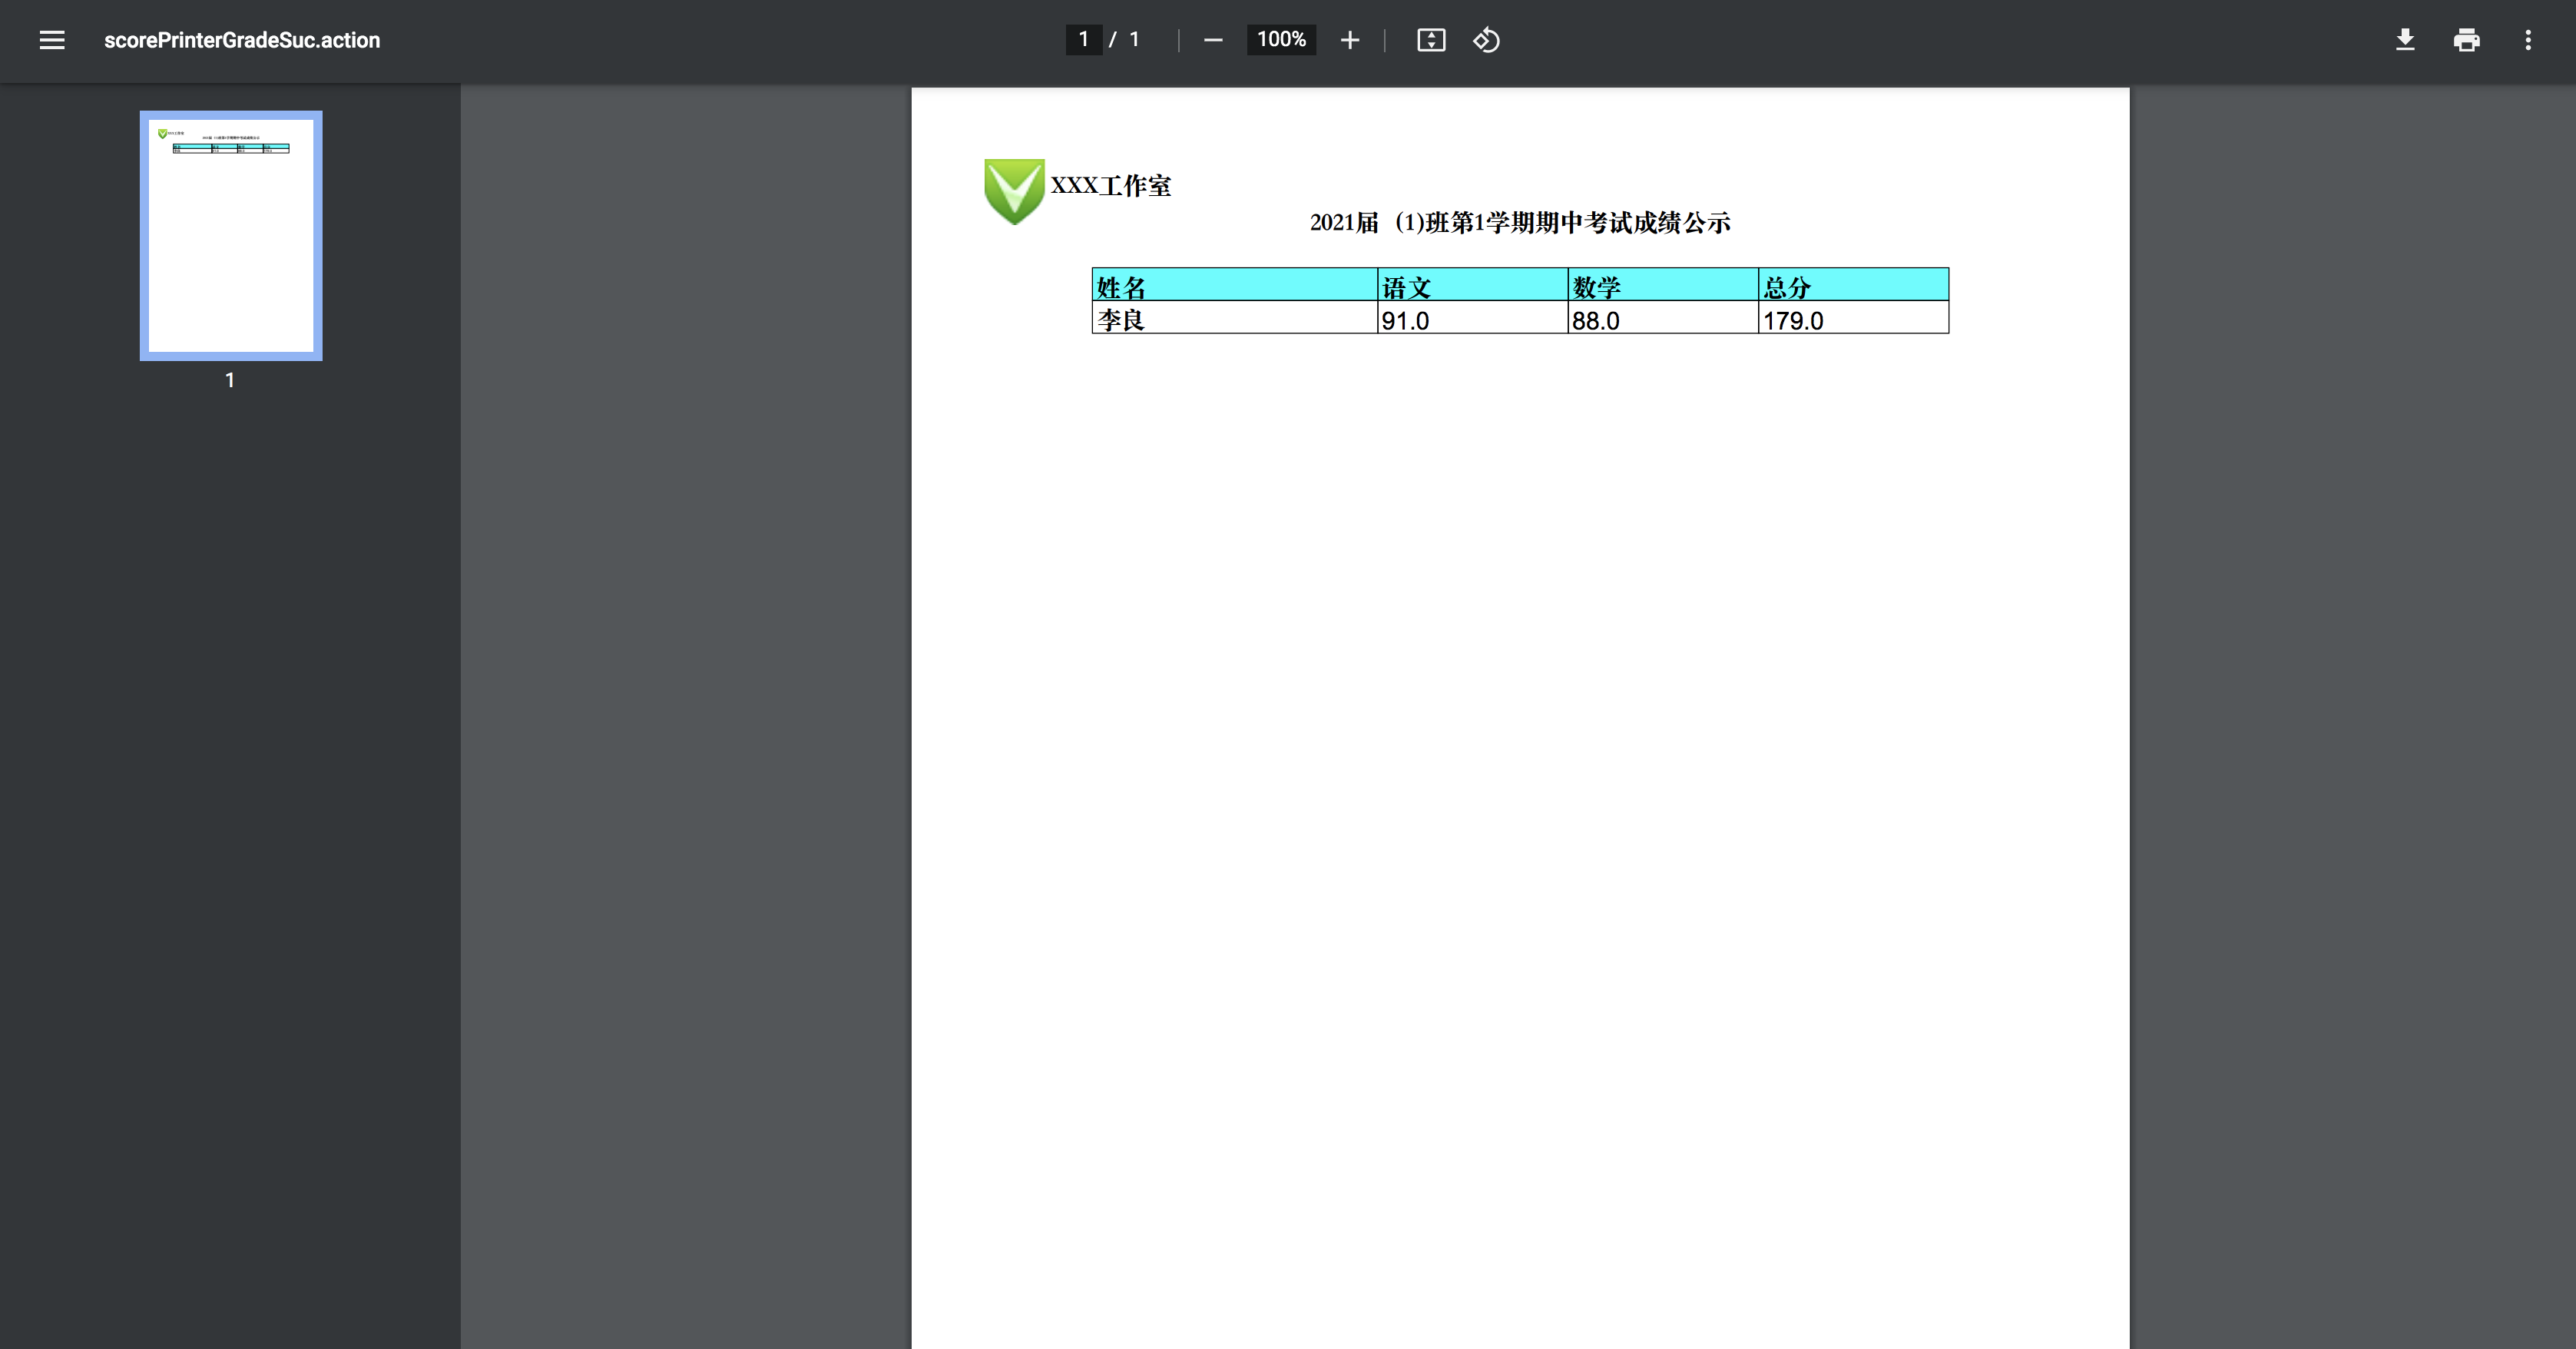 scorePrinterGradeSuc.action
1 / 1
100%
XXX工作室
2021届 (1)班第1学期期中考试成绩公示
姓名 语文 数学 总分
李良 91.0 88.0 179.0
1